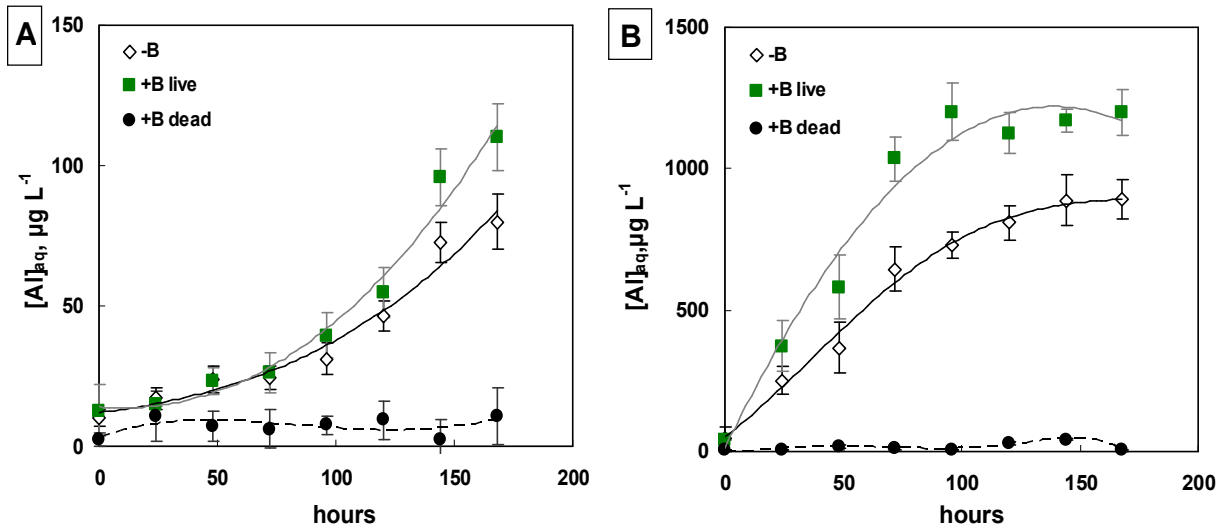 A
[Al]aq, µg L-1
150
100
50
0
-B
+B live
+B dead
0 50 100 150 200
hours
B
[Al]aq,µg L-1
1500
1000
500
0
-B
+B live
+B dead
0 50 100 150 200
hours